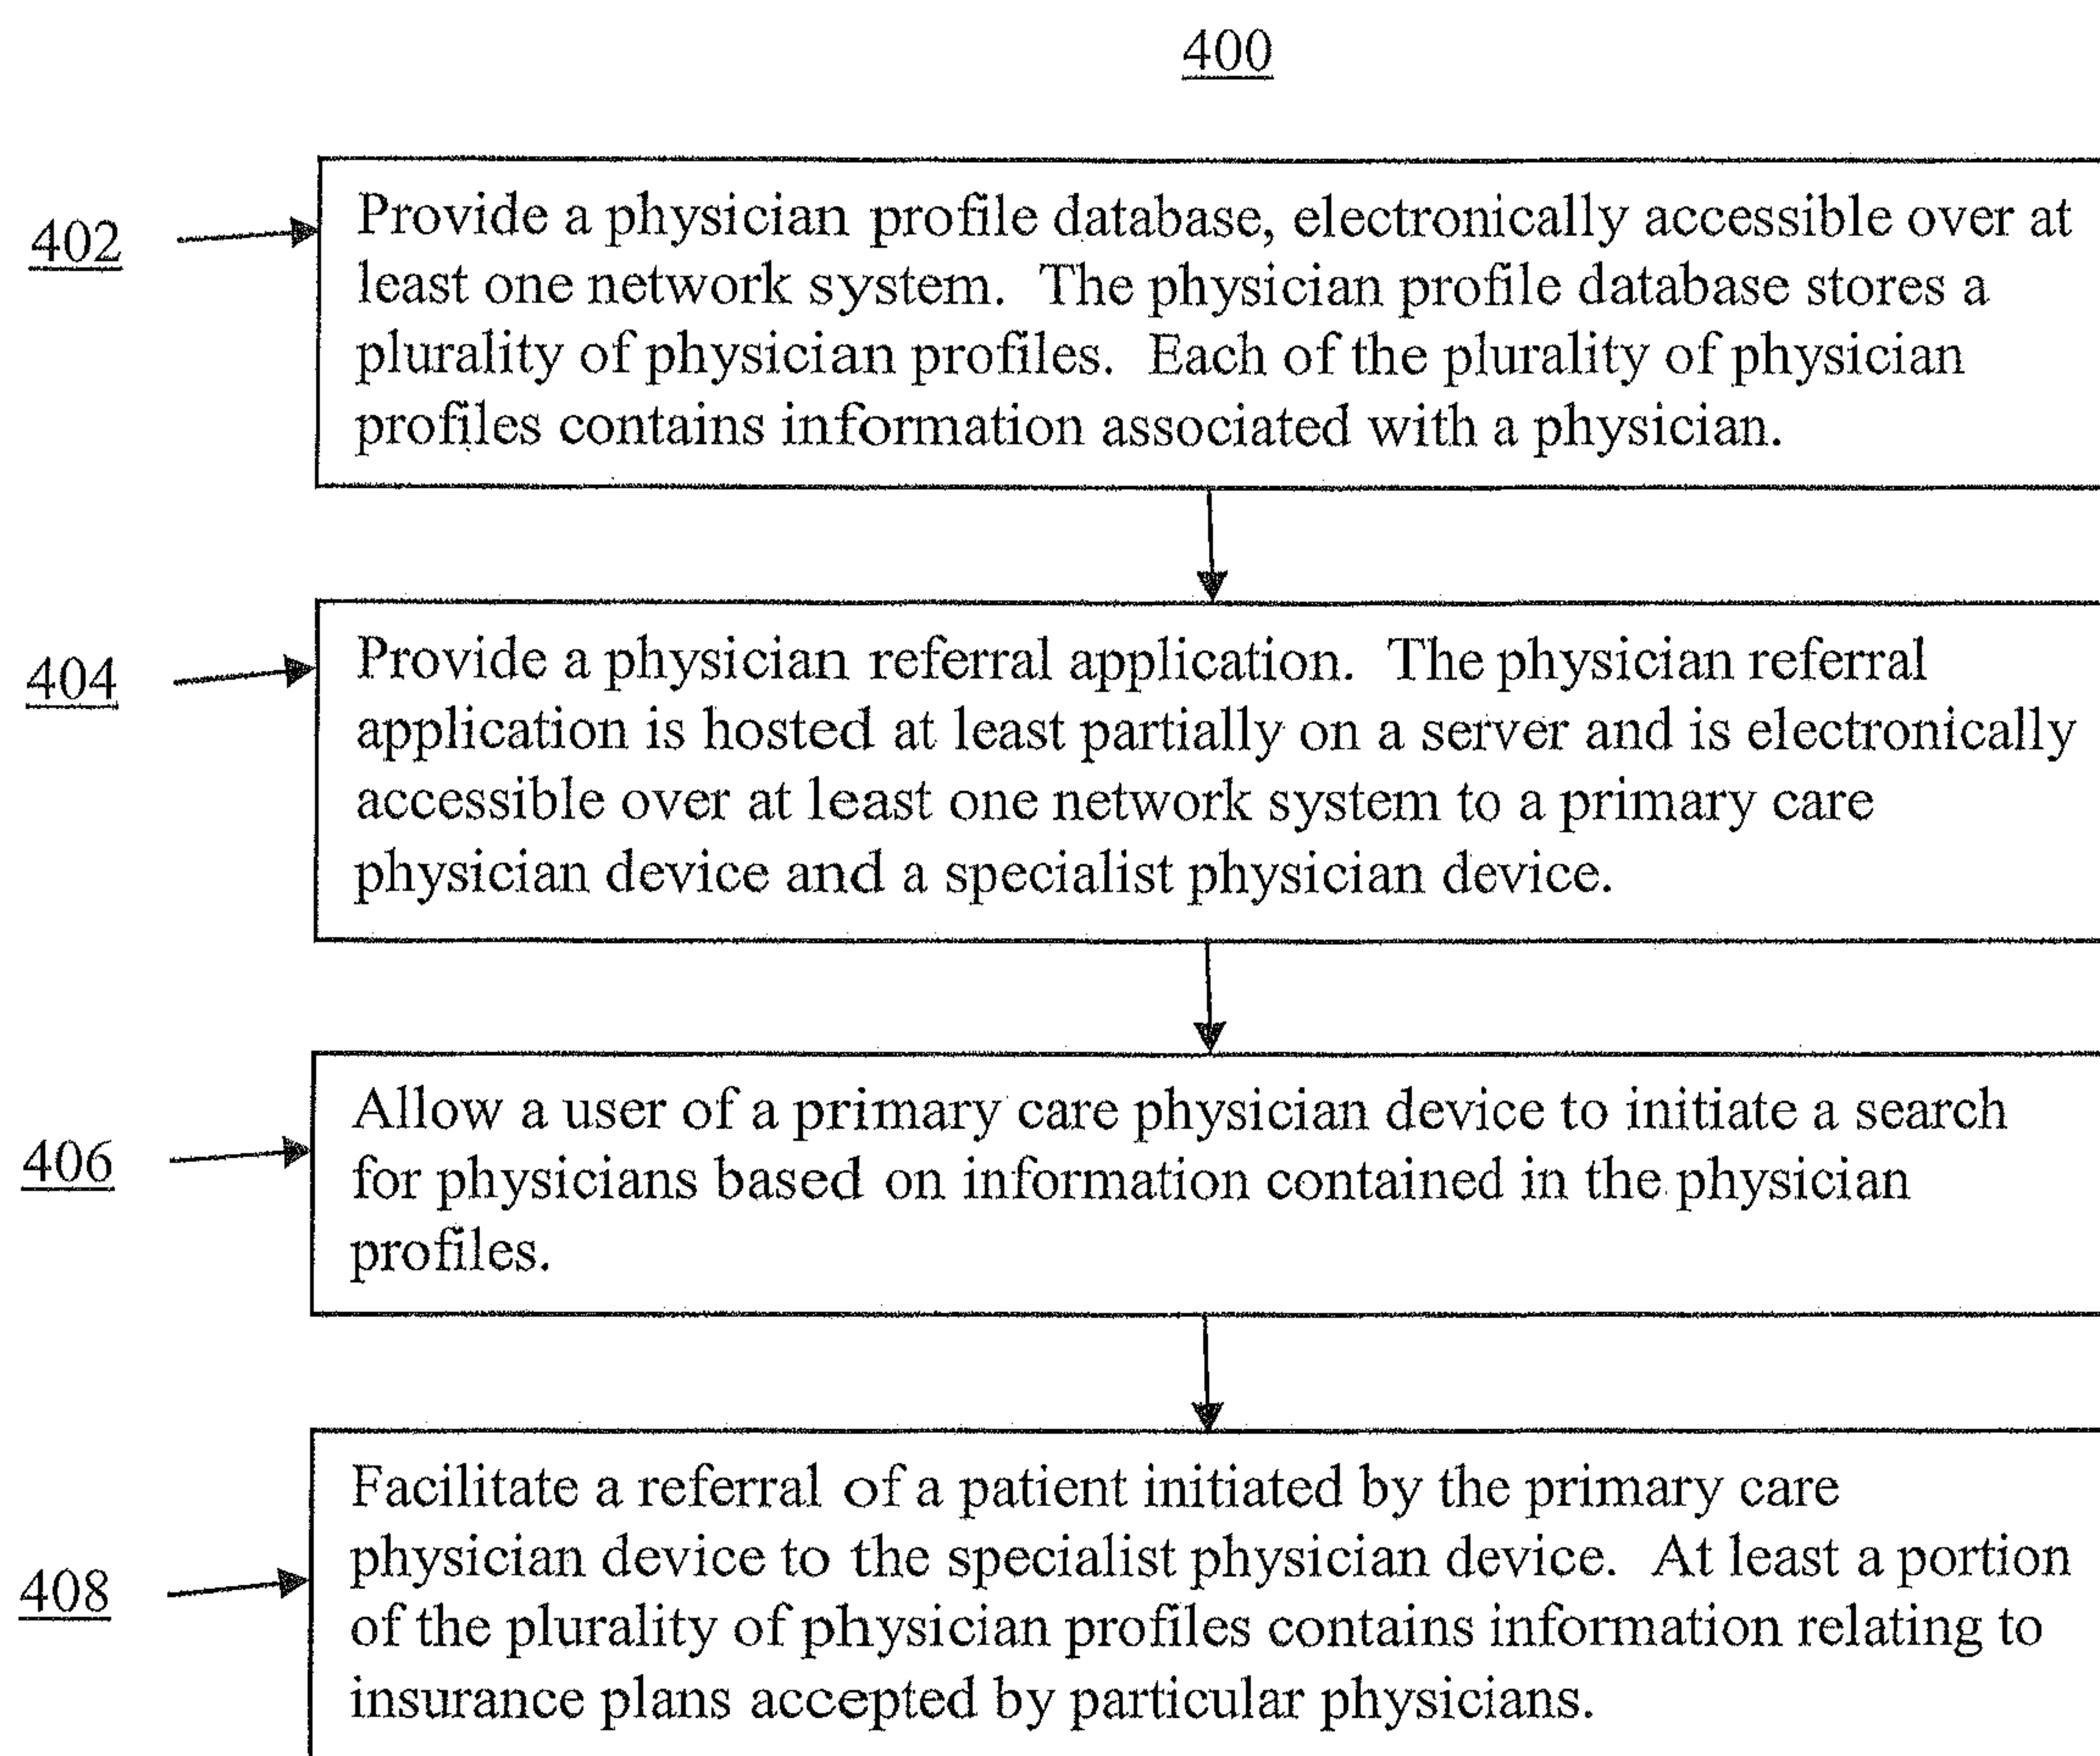 400
402
Provide a physician profile database, electronically accessible over at
least one network system. The physician profile database stores a
plurality of physician profiles. Each of the plurality of physician
profiles contains information associated with a physician.
404
Provide a physician referral application. The physician referral
application is hosted at least partially on a server and is electronically
accessible over at least one network system to a primary care
physician device and a specialist physician device.
406
Allow a user of a primary care physician device to initiate a search
for physicians based on information contained in the physician
profiles.
408
Facilitate a referral of a patient initiated by the primary care
physician device to the specialist physician device. At least a portion
of the plurality of physician profiles contains information relating to
insurance plans accepted by particular physicians.